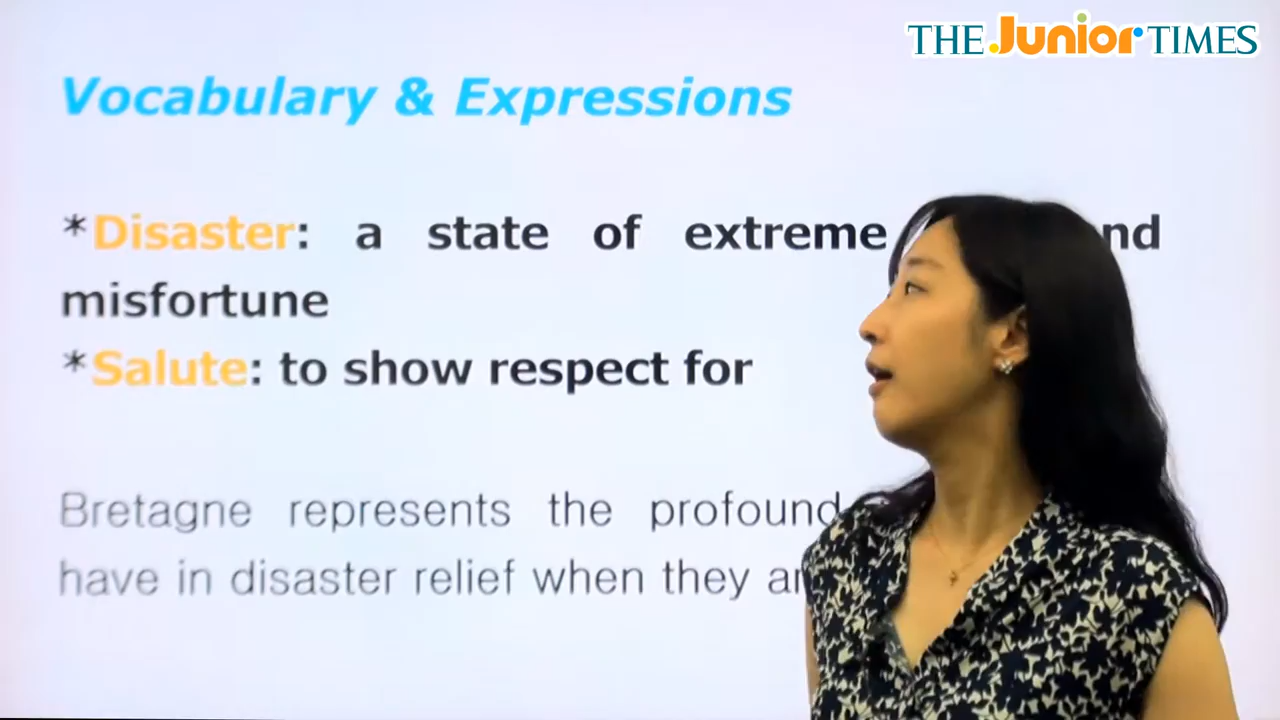 THE Junior TIMES
Vocabulary & Expressions
*Disaster: a state of extreme
misfortune
*Salute: to show respect for
Bretagne represents the profound
have in disaster relief when they